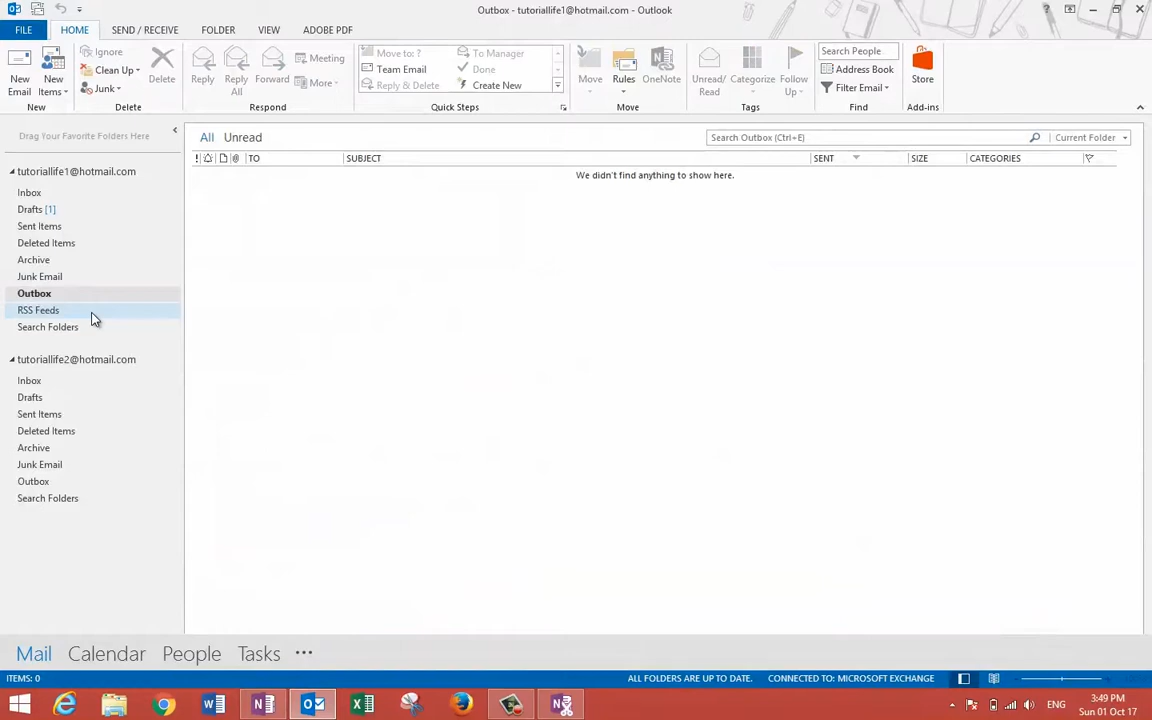 Outbox - tutoriallife1@hotmail.com - Outlook
FILE HOME SEND / RECEIVE FOLDER VIEW ADOBE PDF
New Email
New Items
New
Ignore
Clean Up
Junk
Delete
Delete
Reply
Reply All
Forward
Meeting
More
Respond
Move to: ?
Team Email
Reply & Delete
To Manager
Done
Create New
Quick Steps
Move
Rules
OneNote
Move
Unread/ Read
Categorize
Follow Up
Tags
Search People
Address Book
Filter Email
Find
Store
Add-ins
Drag Your Favorite Folders Here
tutoriallife1@hotmail.com
Inbox
Drafts [1]
Sent Items
Deleted Items
Archive
Junk Email
Outbox
RSS Feeds
Search Folders
tutoriallife2@hotmail.com
Inbox
Drafts
Sent Items
Deleted Items
Archive
Junk Email
Outbox
Search Folders
All Unread
Search Outbox (Ctrl+E) Current Folder
! TO SUBJECT SENT SIZE CATEGORIES
We didn't find anything to show here.
Mail Calendar People Tasks •••
ITEMS: 0 ALL FOLDERS ARE UP TO DATE. CONNECTED TO: MICROSOFT EXCHANGE
ENG
3:49 PM
Sun 01 Oct 17